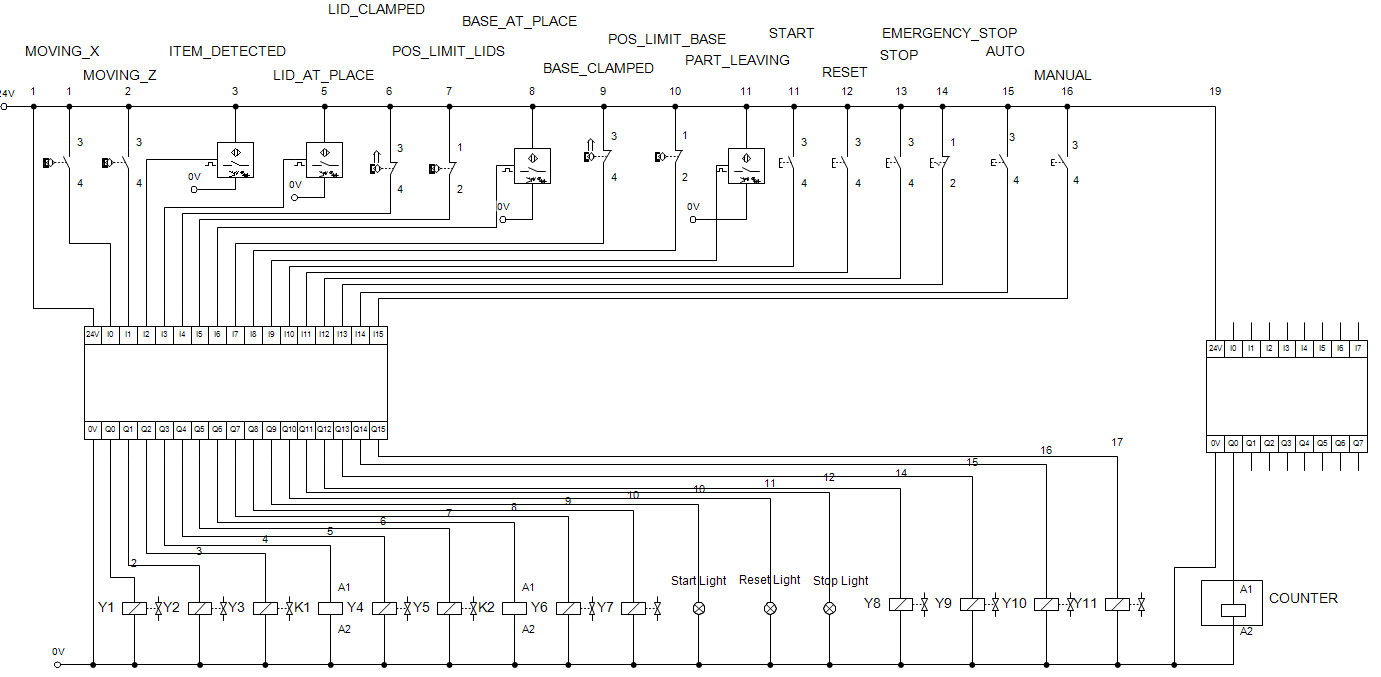 LID_CLAMPED
BASE_AT_PLACE
START
EMERGENCY_STOP
POS_LIMIT_BASE
MOVING_X
ITEM_DETECTED
POS_LIMIT_LIDS
STOP
AUTO
PART_LEAVING
BASE_CLAMPED
RESET
MOVING_Z
LID_AT_PLACE
MANUAL
24V 1 1 2 3 5 6 7 8 9 10 11 11 12 13 14 15 16 19
3 3 3 1 3 1 3 3 3 1 3 3
4 4 4 2 4 2 4 4 4 2 4 4
0V 0V 0V 0V
24V I0 I1 I2 I3 I4 I5 I6 I7 I8 I9 I10 I11 I12 I13 I14 I15
24V I0 I1 I2 I3 I4 I5 I6 I7
0V Q0 Q1 Q2 Q3 Q4 Q5 Q6 Q7 Q8 Q9 Q10 Q11 Q12 Q13 Q14 Q15
0V Q0 Q1 Q2 Q3 Q4 Q5 Q6 Q7
2 3 4 5 6 7 8 9 10 10 11 12 14 15 16 17
Start Light Reset Light Stop Light
A1 A1 A1
Y1 Y2 Y3 K1 Y4 Y5 K2 Y6 Y7 Y8 Y9 Y10 Y11 COUNTER
A2 A2 A2
0V